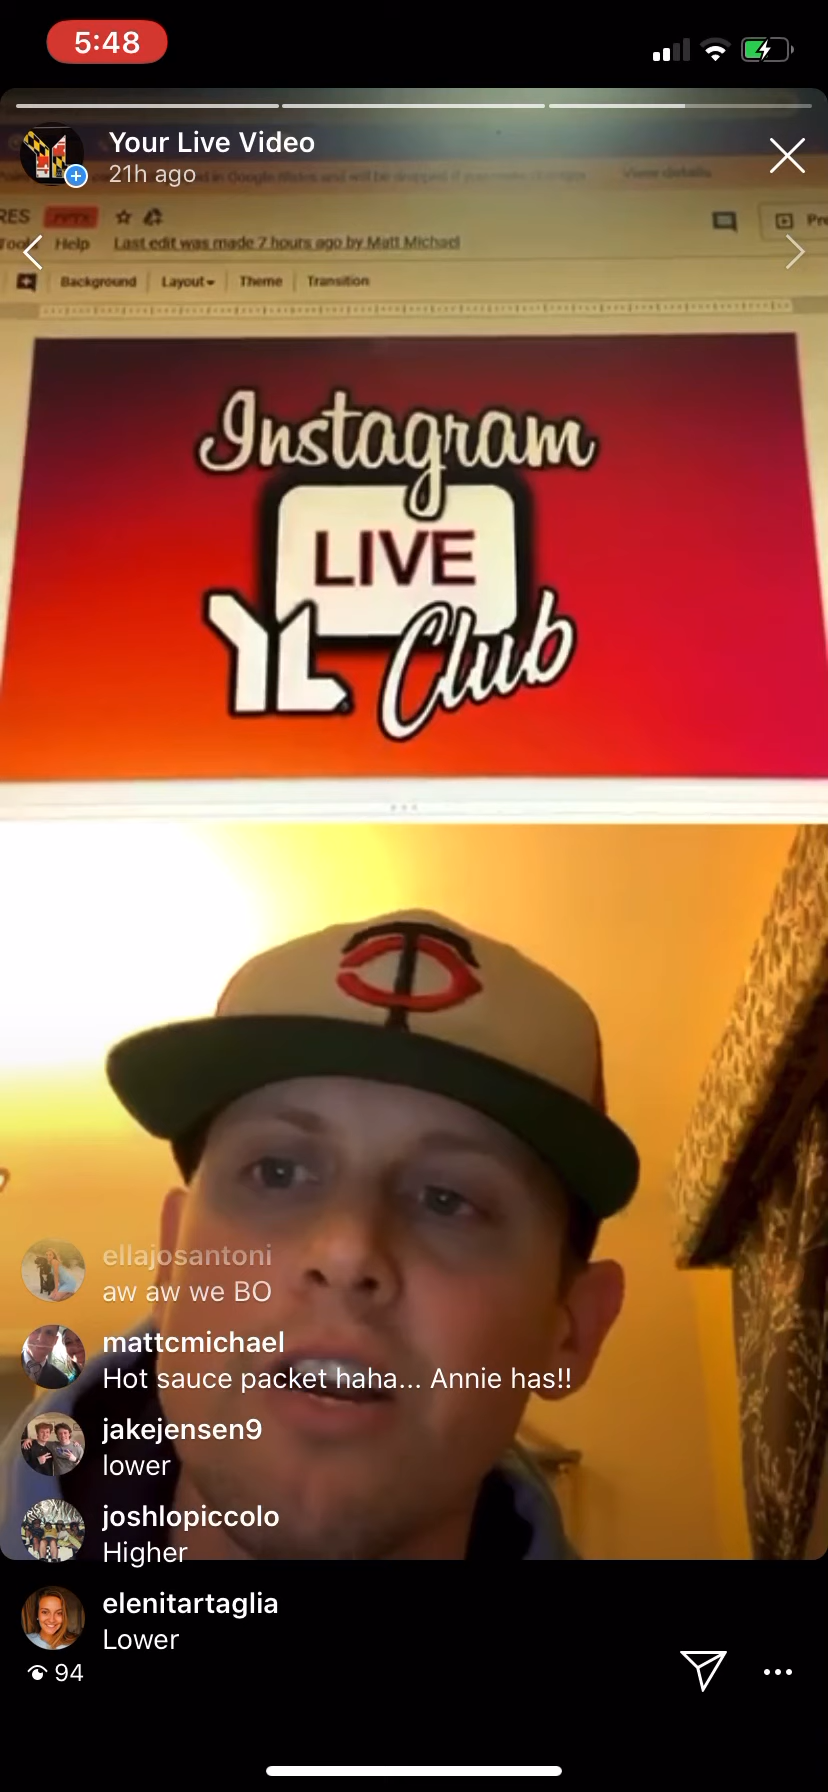 5:48
Your Live Video
21h ago
View details
Help Last edit was made 7 hours ago by Matt Michael
Background Layout Theme Transition
Instagram
LIVE
YL Club
ellajosantoni
aw aw we BO
mattcmichael
Hot sauce packet haha... Annie has!!
jakejensen9
lower
joshlopiccolo
Higher
elenitartaglia
Lower
94